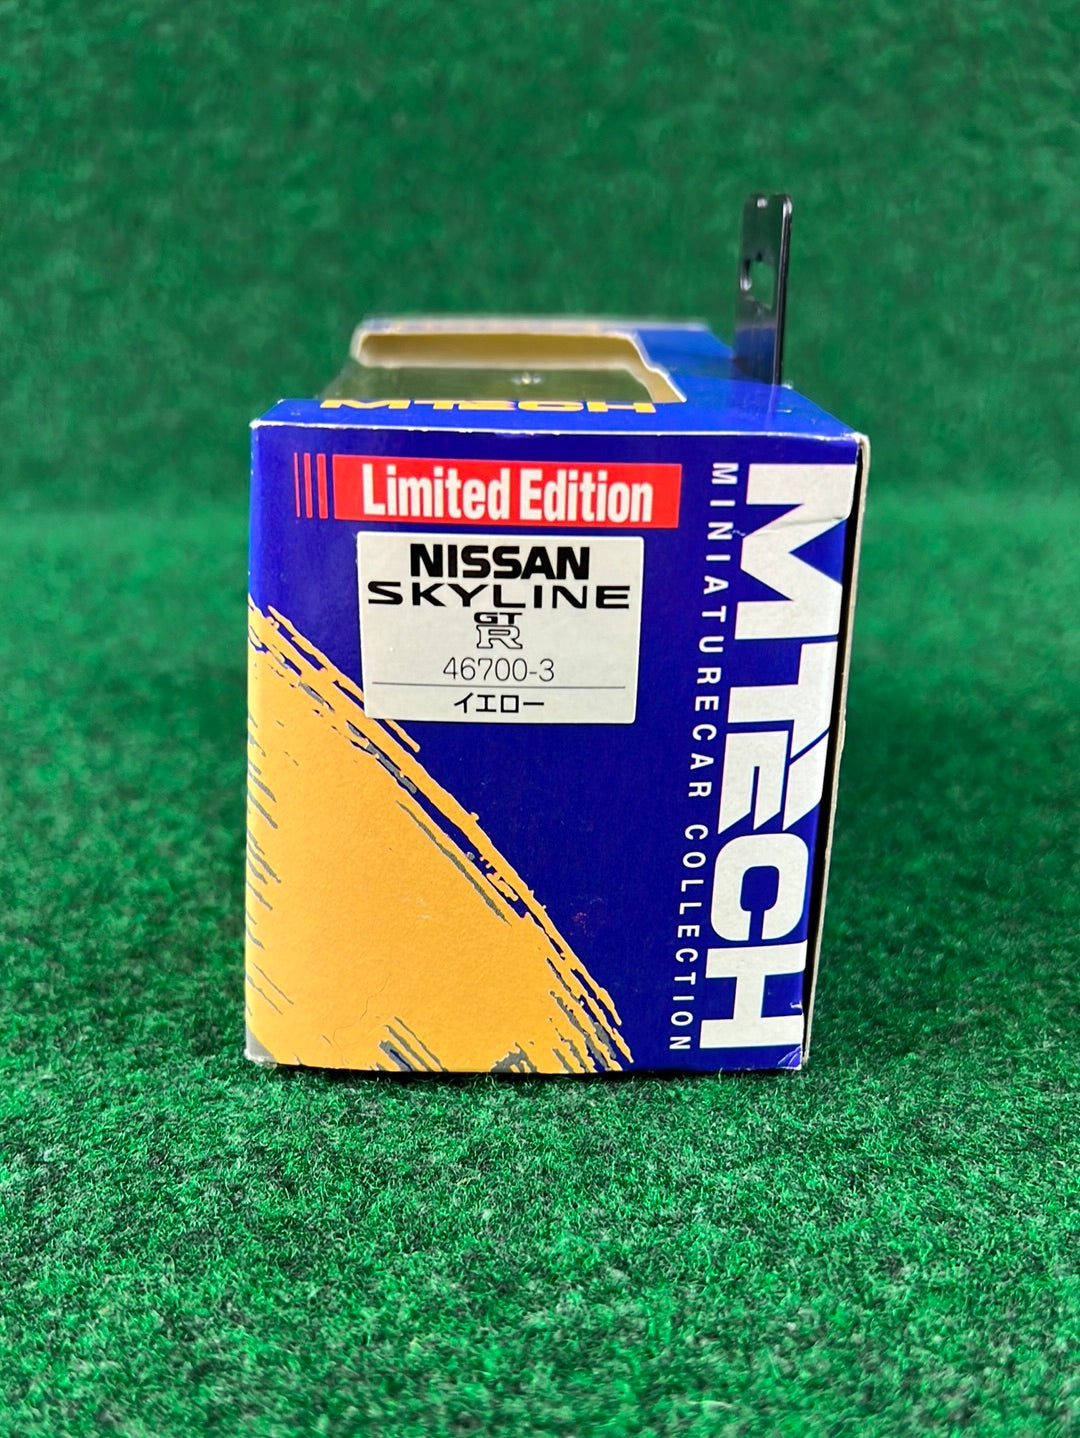 MTECH
Limited Edition
NISSAN
SKYLINE
GT
R
46700-3
イエロー
MTECH
MINIATURECAR COLLECTION